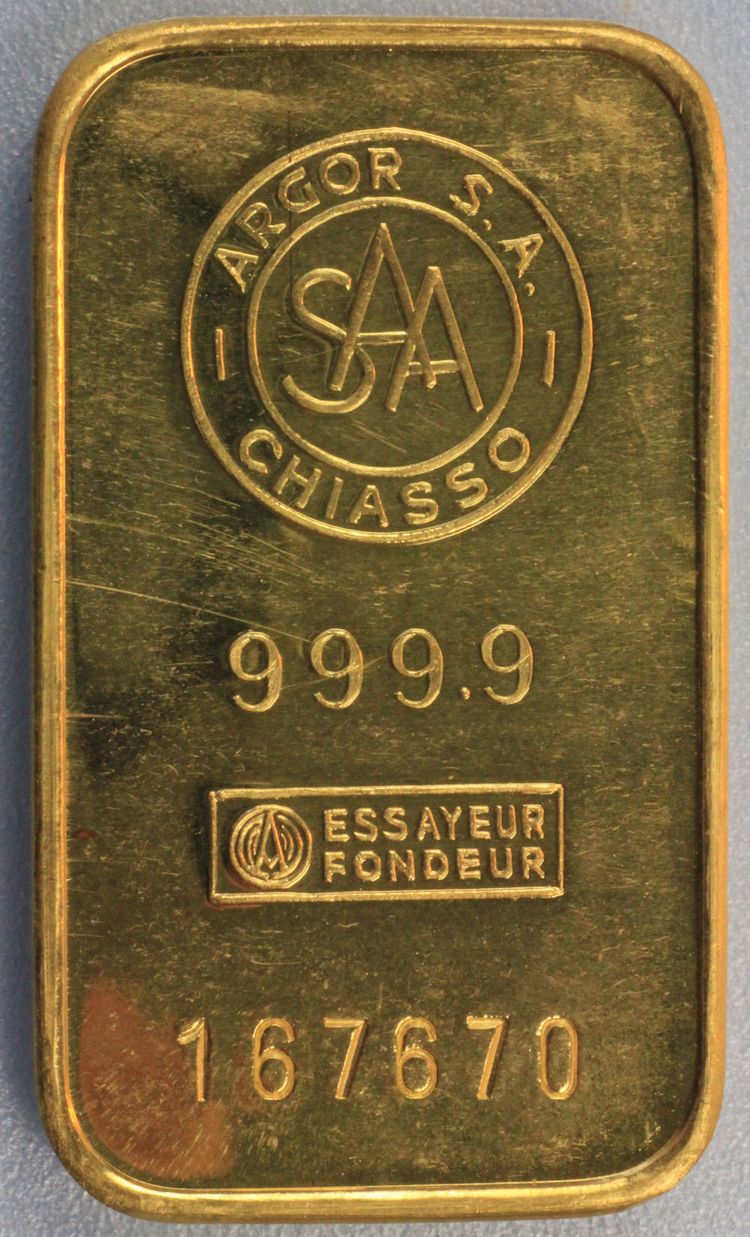 ARGOR S.A.
SAA
CHIASSO
999.9
ESSAYEUR
FONDEUR
167670